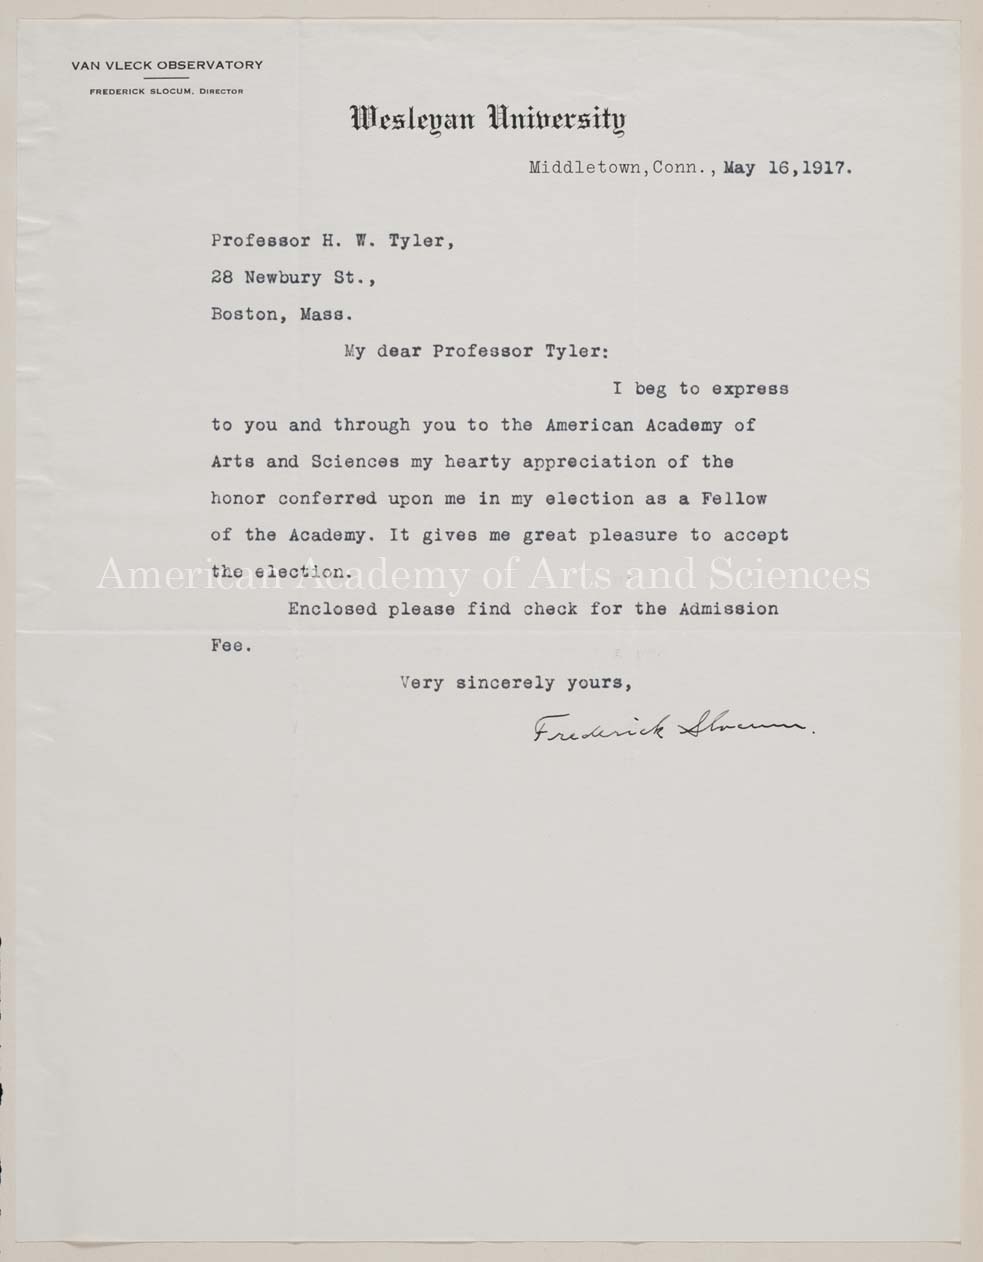 VAN VLECK OBSERVATORY
FREDERICK SLOCUM, DIRECTOR
Wesleyan University
Middletown, Conn., May 16, 1917.
Professor H. W. Tyler,
28 Newbury St.,
Boston, Mass.
My dear Professor Tyler:
I beg to express
to you and through you to the American Academy of
Arts and Sciences my hearty appreciation of the
honor conferred upon me in my election as a Fellow
of the Academy. It gives me great pleasure to accept
the election.
American Academy of Arts and Sciences
Enclosed please find check for the Admission
Fee.
Very sincerely yours,
Frederick Slocum.